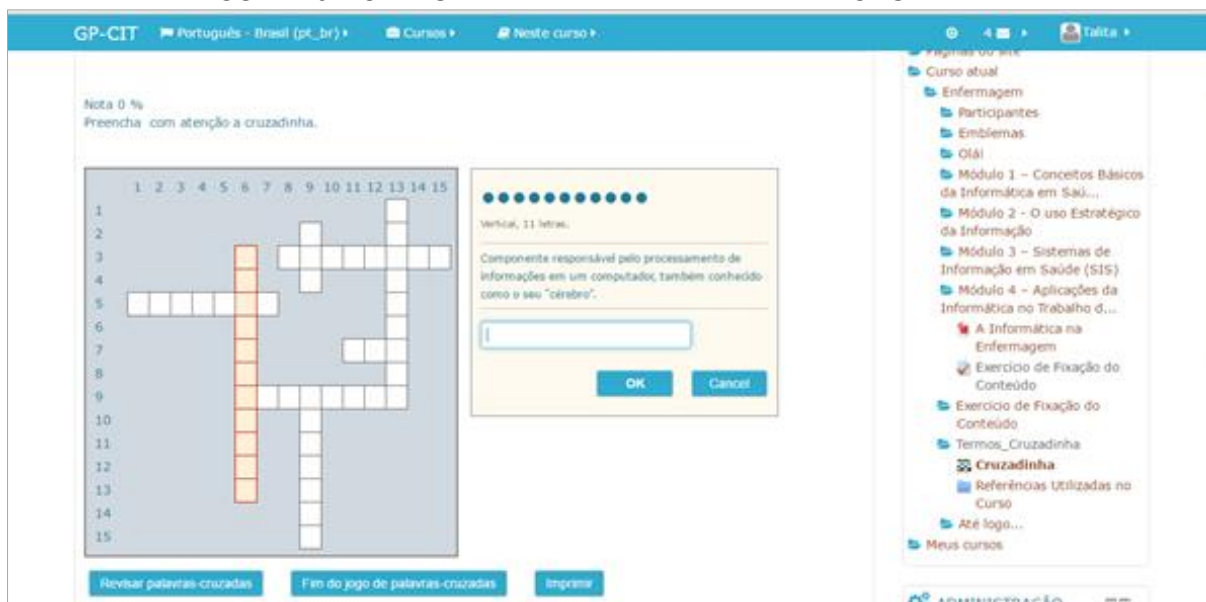 GP-CIT Português - Brasil (pt_br) Cursos Neste curso 4 Talita
Páginas do site
Curso atual
Enfermagem
Participantes
Emblemas
Olá!
Módulo 1 – Conceitos Básicos
da Informática em Saú...
Módulo 2 - O uso Estratégico
da Informação
Módulo 3 – Sistemas de
Informação em Saúde (SIS)
Módulo 4 – Aplicações da
Informática no Trabalho d...
A Informática na
Enfermagem
Exercício de Fixação do
Conteúdo
Exercício de Fixação do
Conteúdo
Termos_Cruzadinha
Cruzadinha
Referências Utilizadas no
Curso
Até logo...
Meus cursos
ADMINISTRAÇÃO
Nota 0 %
Preencha com atenção a cruzadinha.
1 2 3 4 5 6 7 8 9 10 11 12 13 14 15
1
2
3
4
5
6
7
8
9
10
11
12
13
14
15
Vertical, 11 letras.
Componente responsável pelo processamento de
informações em um computador, também conhecido
como o seu "cérebro".
OK Cancel
Revisar palavras-cruzadas Fim do jogo de palavras-cruzadas Imprimir